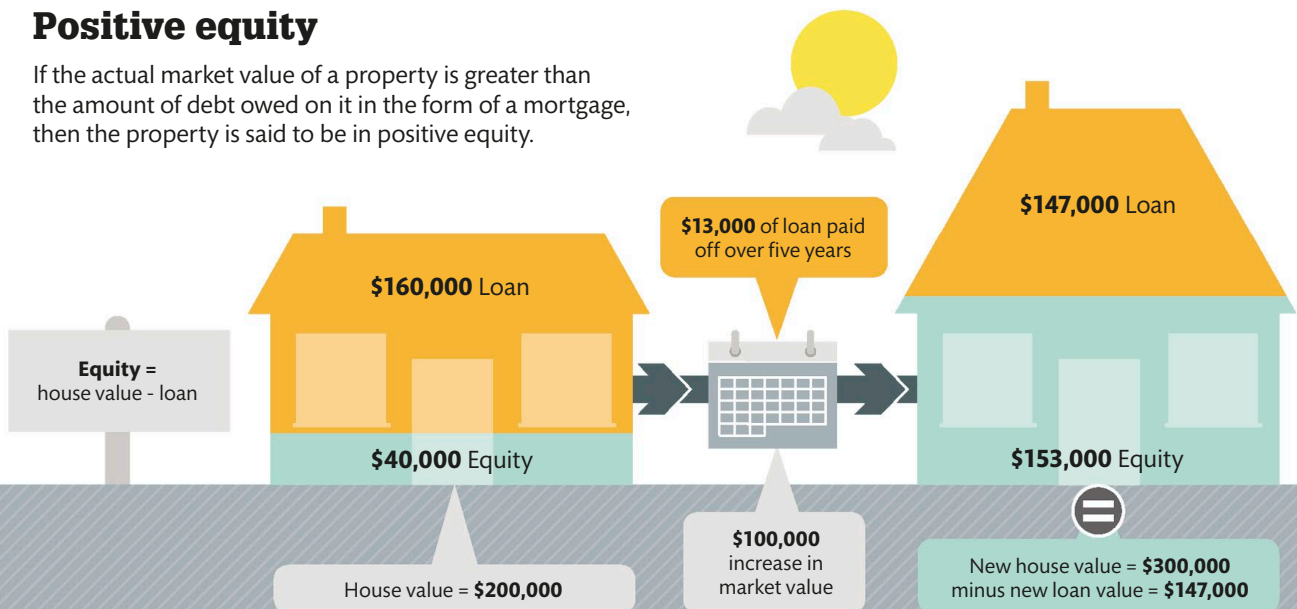 Positive equity
If the actual market value of a property is greater than
the amount of debt owed on it in the form of a mortgage,
then the property is said to be in positive equity.
Equity =
house value - loan
$160,000 Loan
$40,000 Equity
House value = $200,000
$13,000 of loan paid
off over five years
$100,000
increase in
market value
$147,000 Loan
$153,000 Equity
=
New house value = $300,000
minus new loan value = $147,000